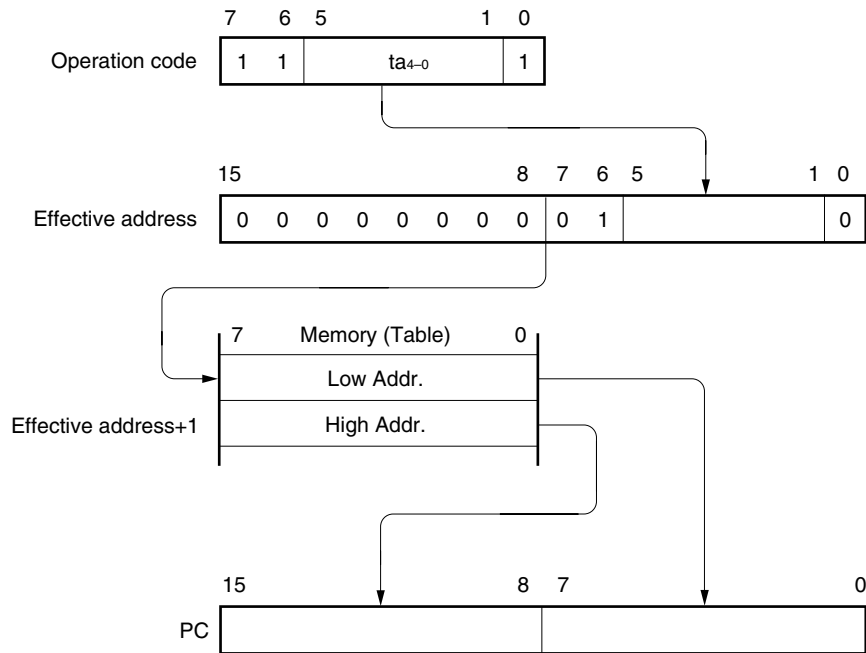 7 6 5 1 0
Operation code 1 1 ta4–0 1
15 8 7 6 5 1 0
Effective address 0 0 0 0 0 0 0 0 0 1 0
7 Memory (Table) 0
Low Addr.
Effective address+1 High Addr.
15 8 7 0
PC